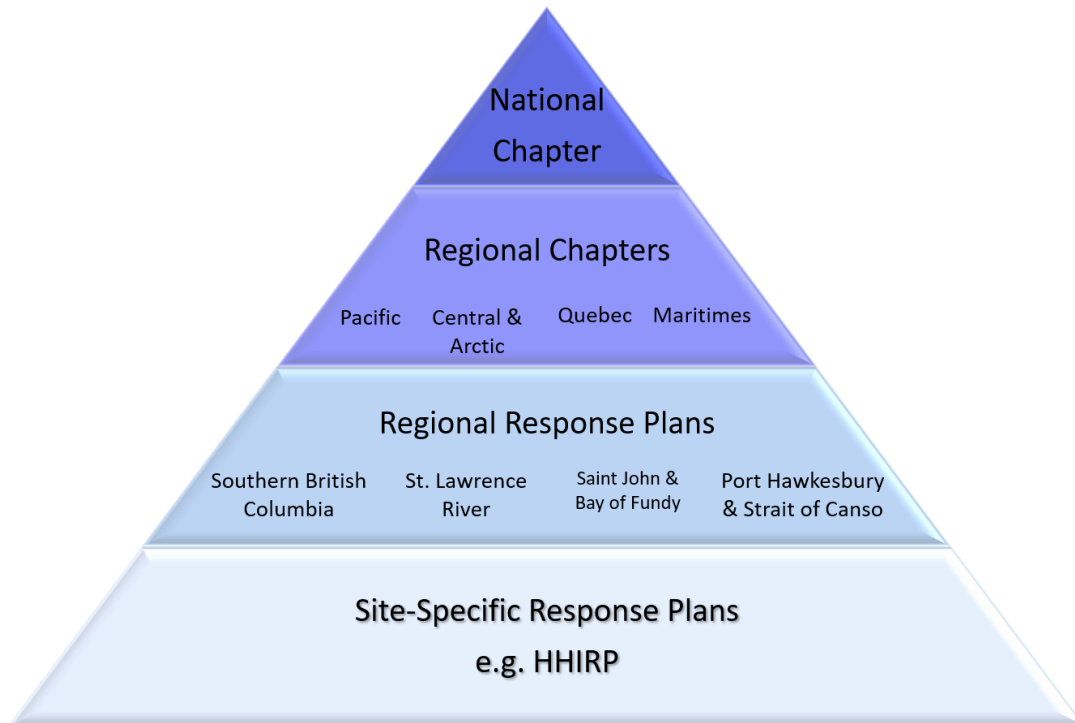 National
Chapter
Regional Chapters
Pacific
Central &
Arctic
Quebec
Maritimes
Regional Response Plans
Southern British
Columbia
St. Lawrence
River
Saint John &
Bay of Fundy
Port Hawkesbury
& Strait of Canso
Site-Specific Response Plans
e.g. HHIRP